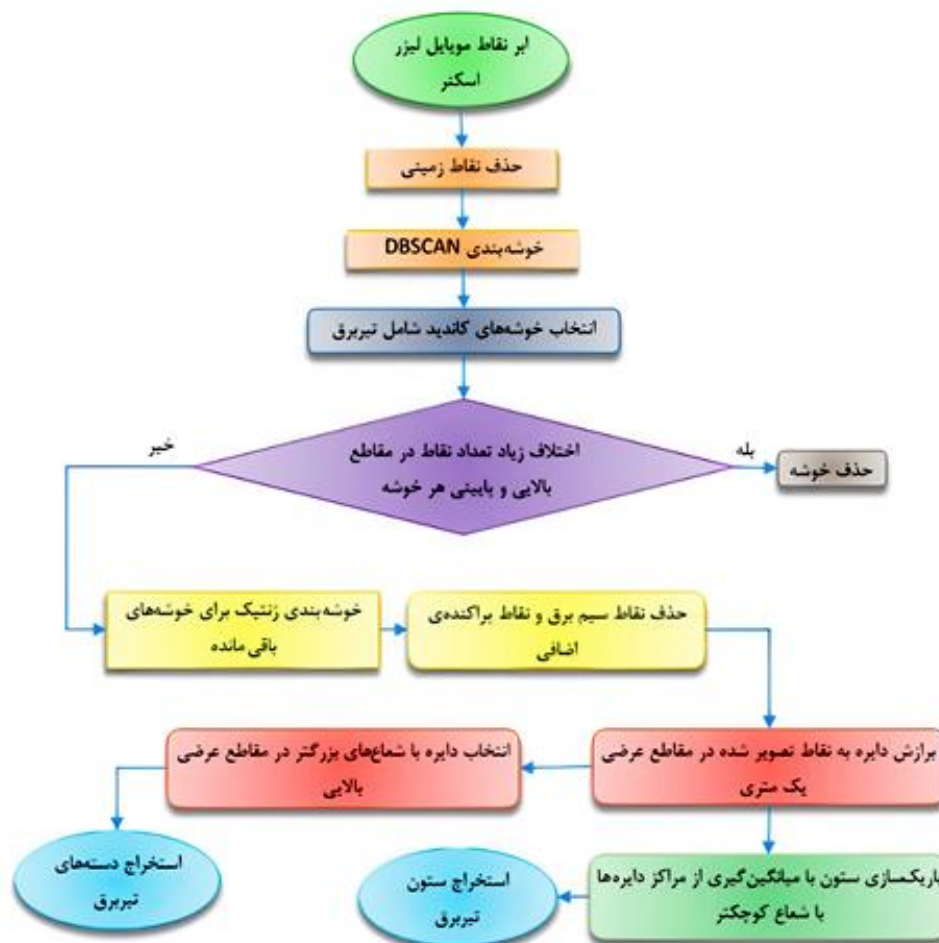 ابر نقاط موبایل لیزر
اسکنر
حذف نقاط زمینی
خوشه‌بندی DBSCAN
انتخاب خوشه‌های کاندید شامل تیربرق
اختلاف زیاد تعداد نقاط در مقاطع
بالایی و پایینی هر خوشه
بله
حذف خوشه
خیر
خوشه‌بندی ژنتیک برای خوشه‌های
باقی مانده
حذف نقاط سیم برق و نقاط پراکنده‌ی
اضافی
برازش دایره به نقاط تصویر شده در مقاطع عرضی
یک متری
انتخاب دایره با شعاع‌های بزرگتر در مقاطع عرضی
بالایی
استخراج دسته‌های
تیربرق
باریکسازی ستون با میانگین‌گیری از مراکز دایره‌ها
با شعاع کوچکتر
استخراج ستون
تیربرق